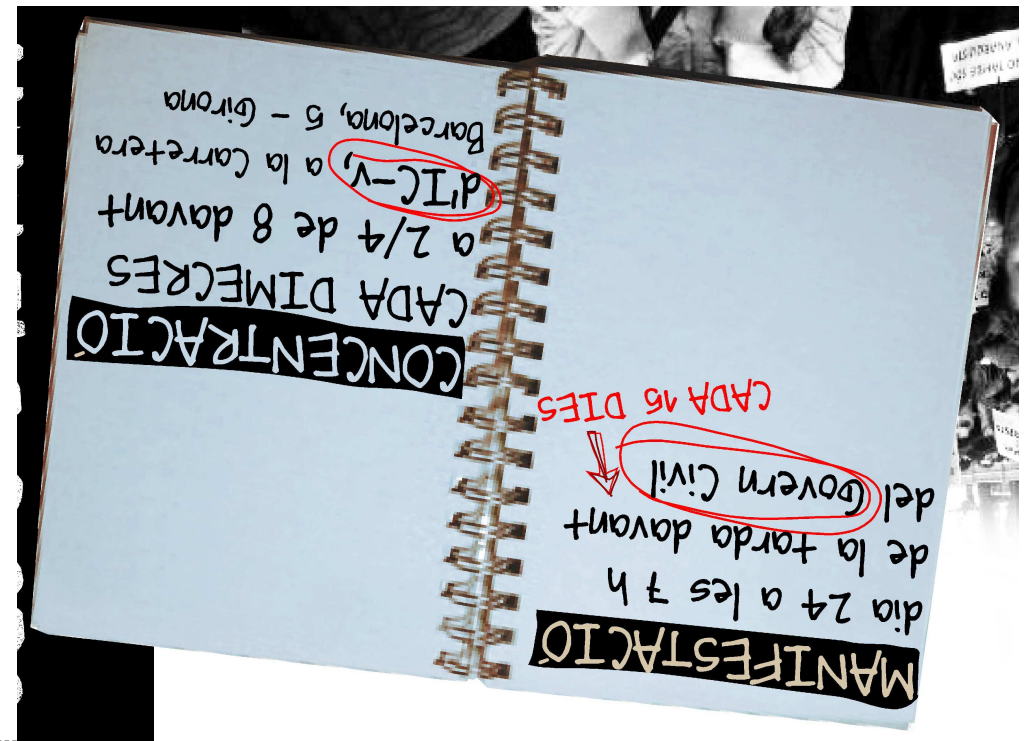 MANIFESTACIÓ
dia 24 a les 7 h
de la tarda davant
del Govern Civil
CADA 15 DIES
CONCENTRACIÓ
CADA DIMECRES
a 2/4 de 8 davant
d'IC-V, a la Carretera
Barcelona, 5 - Girona